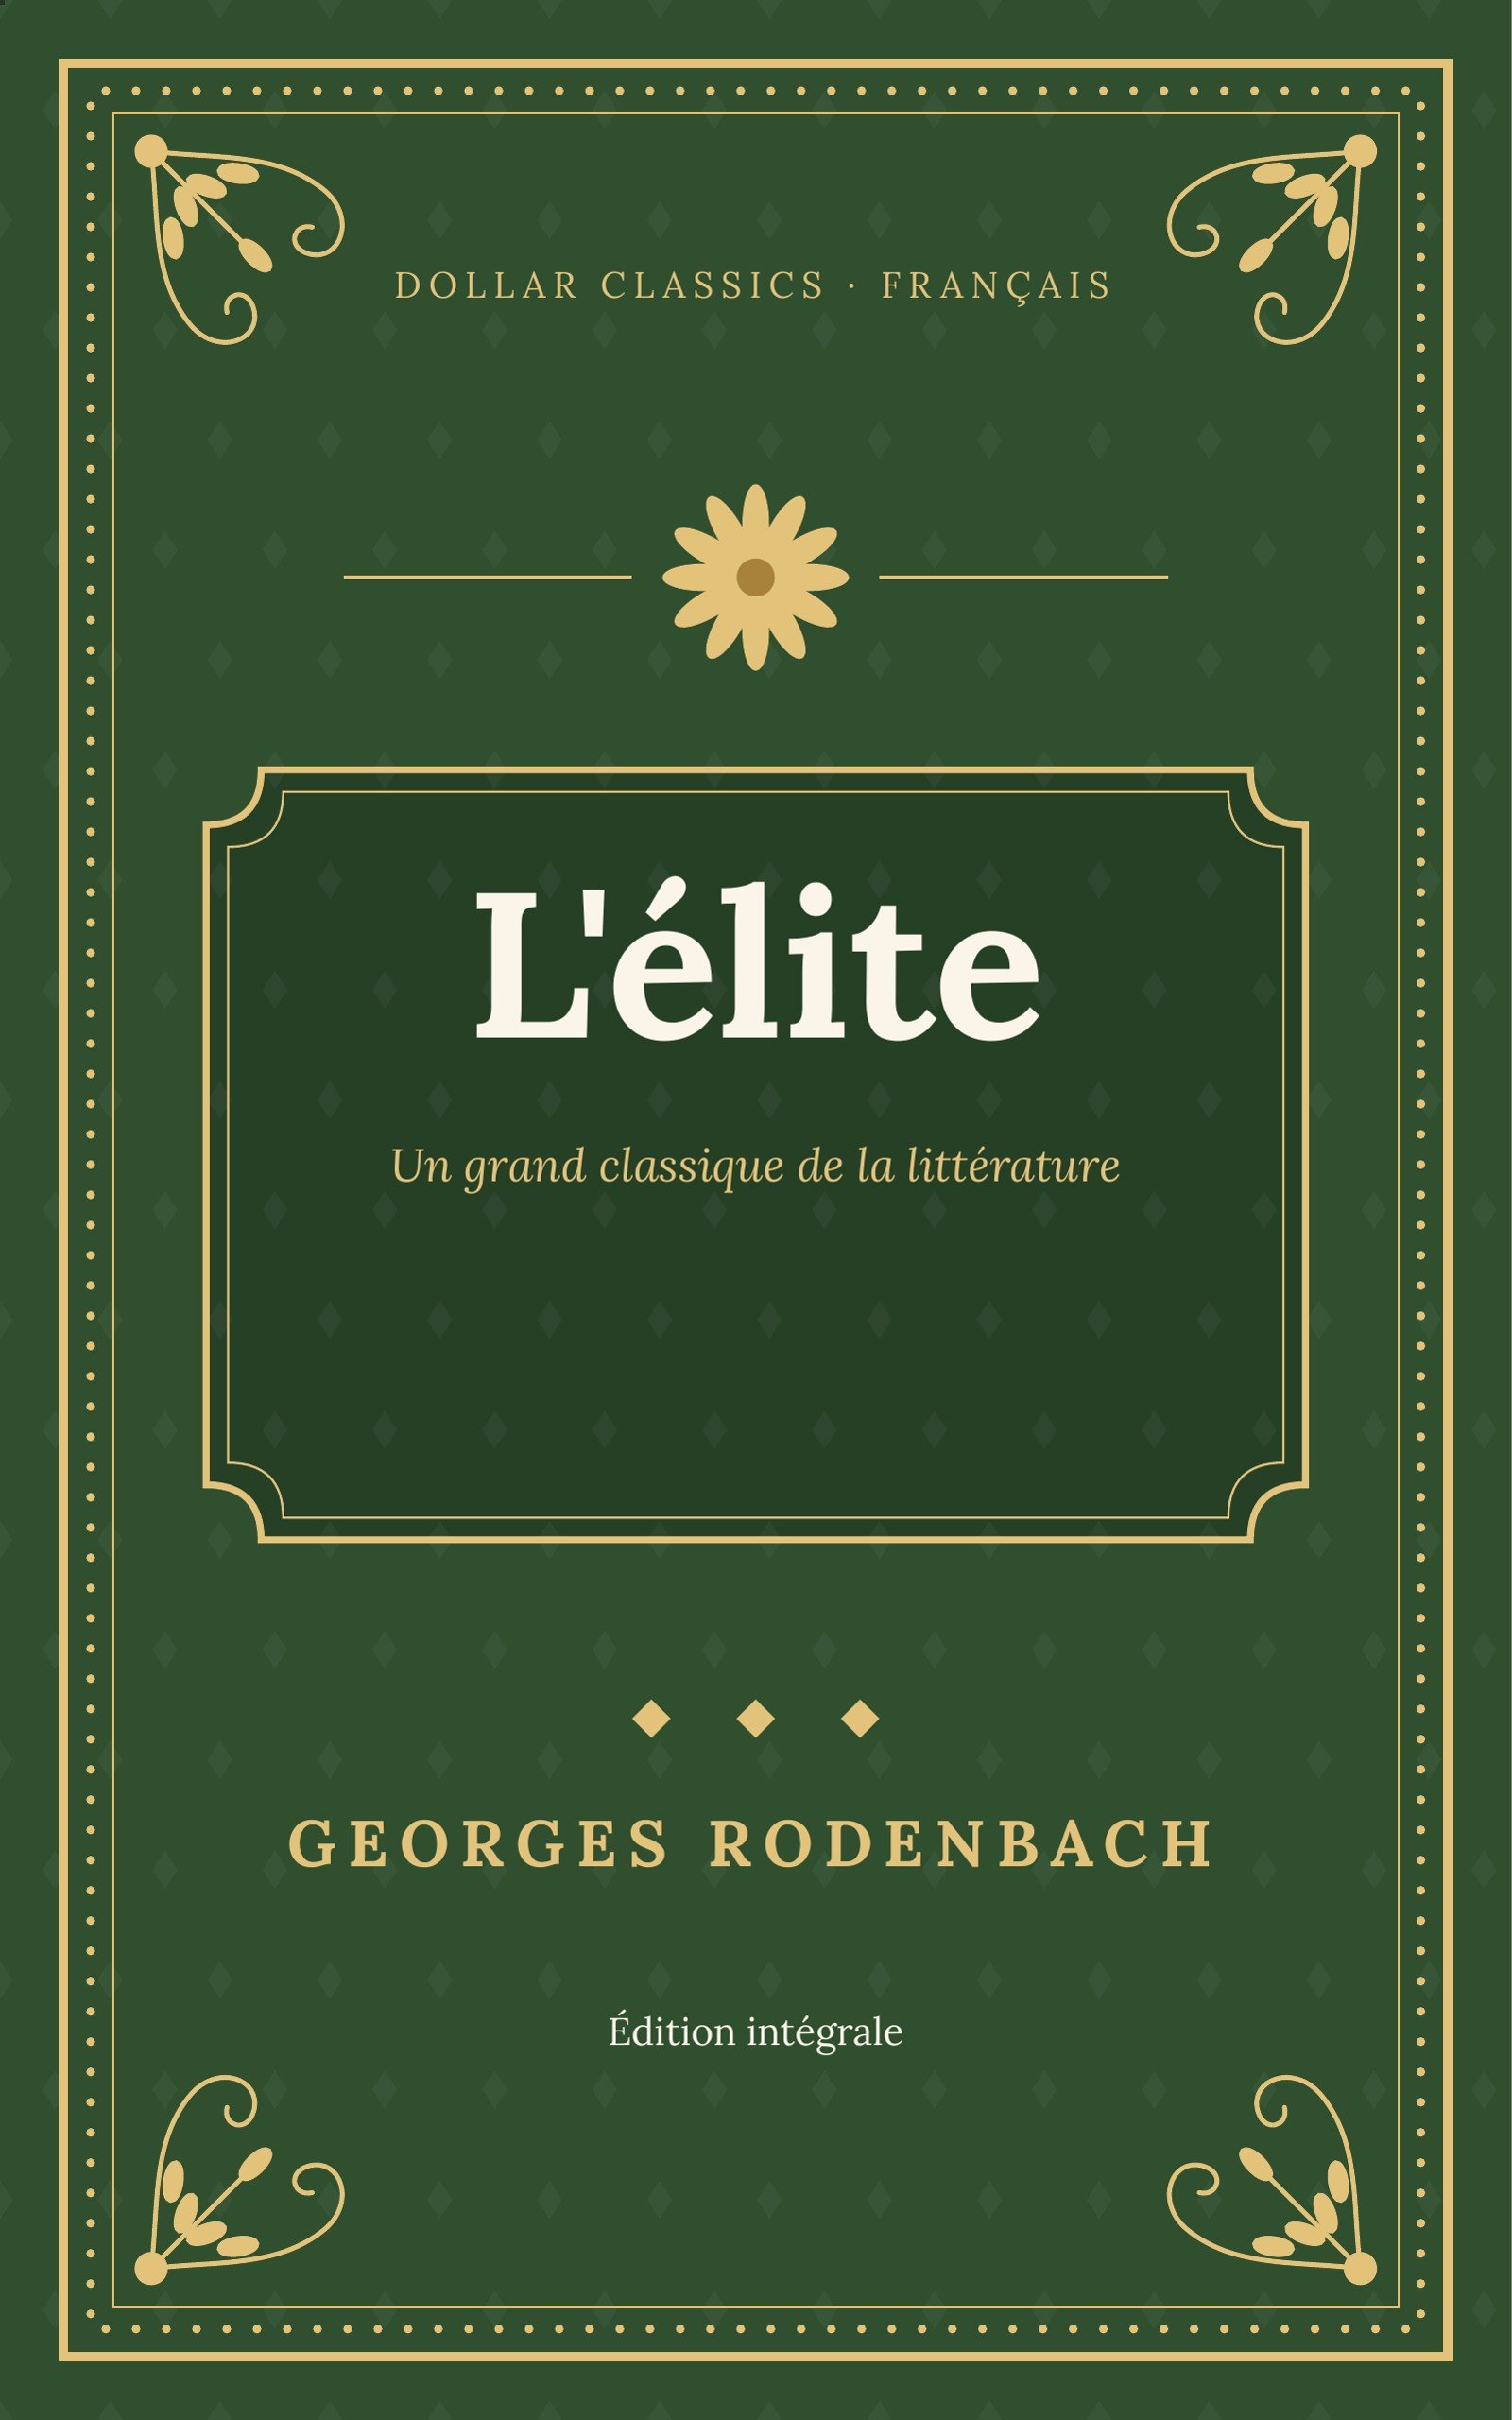 DOLLAR CLASSICS · FRANÇAIS
L'élite
Un grand classique de la littérature
GEORGES RODENBACH
Édition intégrale